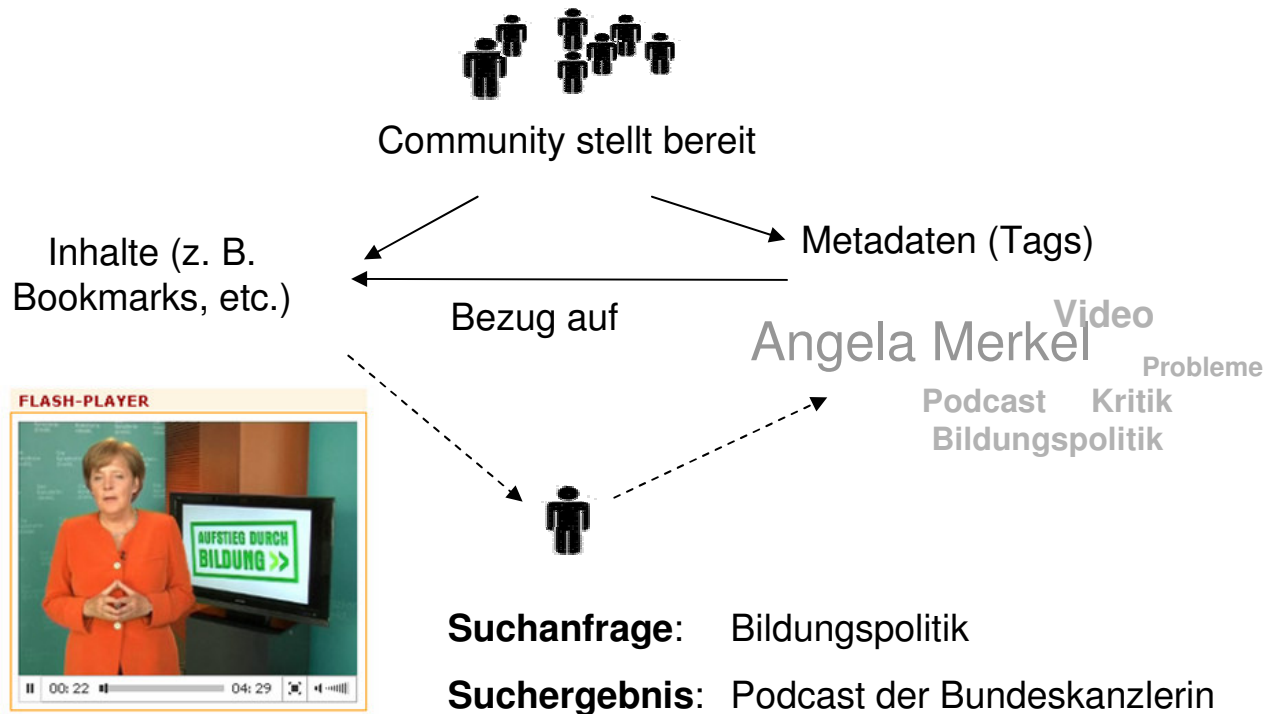 Community stellt bereit
Inhalte (z. B.
Bookmarks, etc.)
Metadaten (Tags)
Bezug auf
Angela Merkel
Video
Probleme
Podcast Kritik
Bildungspolitik
FLASH-PLAYER
AUFSTIEG DURCH
BILDUNG >>
00:22 04:29
Suchanfrage: Bildungspolitik
Suchergebnis: Podcast der Bundeskanzlerin